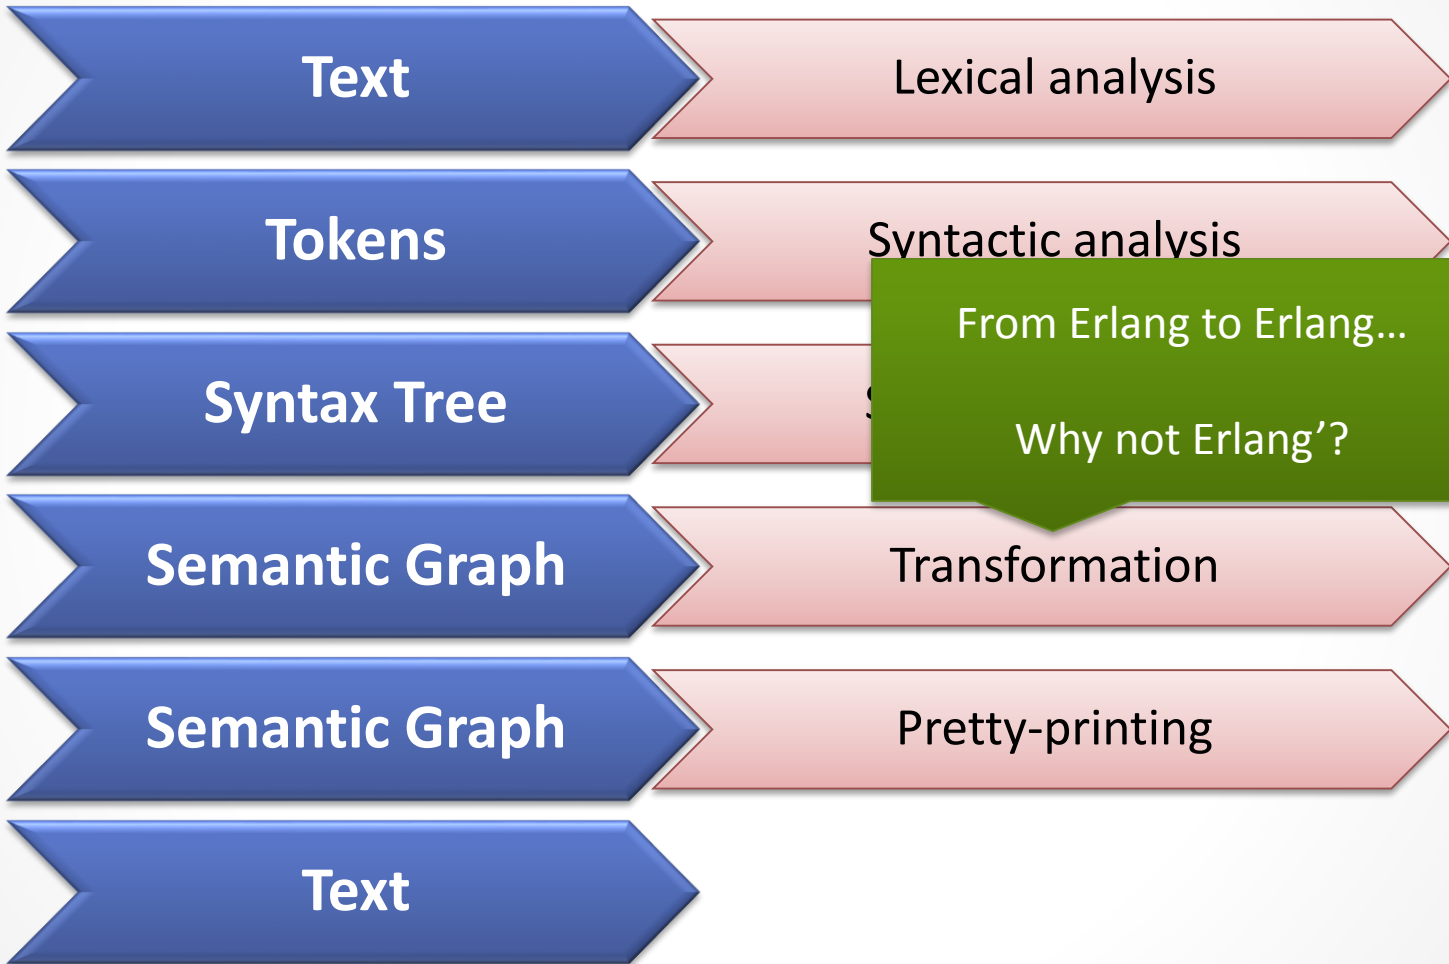 Text
Lexical analysis
Tokens
Syntactic analysis
From Erlang to Erlang…
Why not Erlang’?
Syntax Tree
Semantic Graph
Transformation
Semantic Graph
Pretty-printing
Text